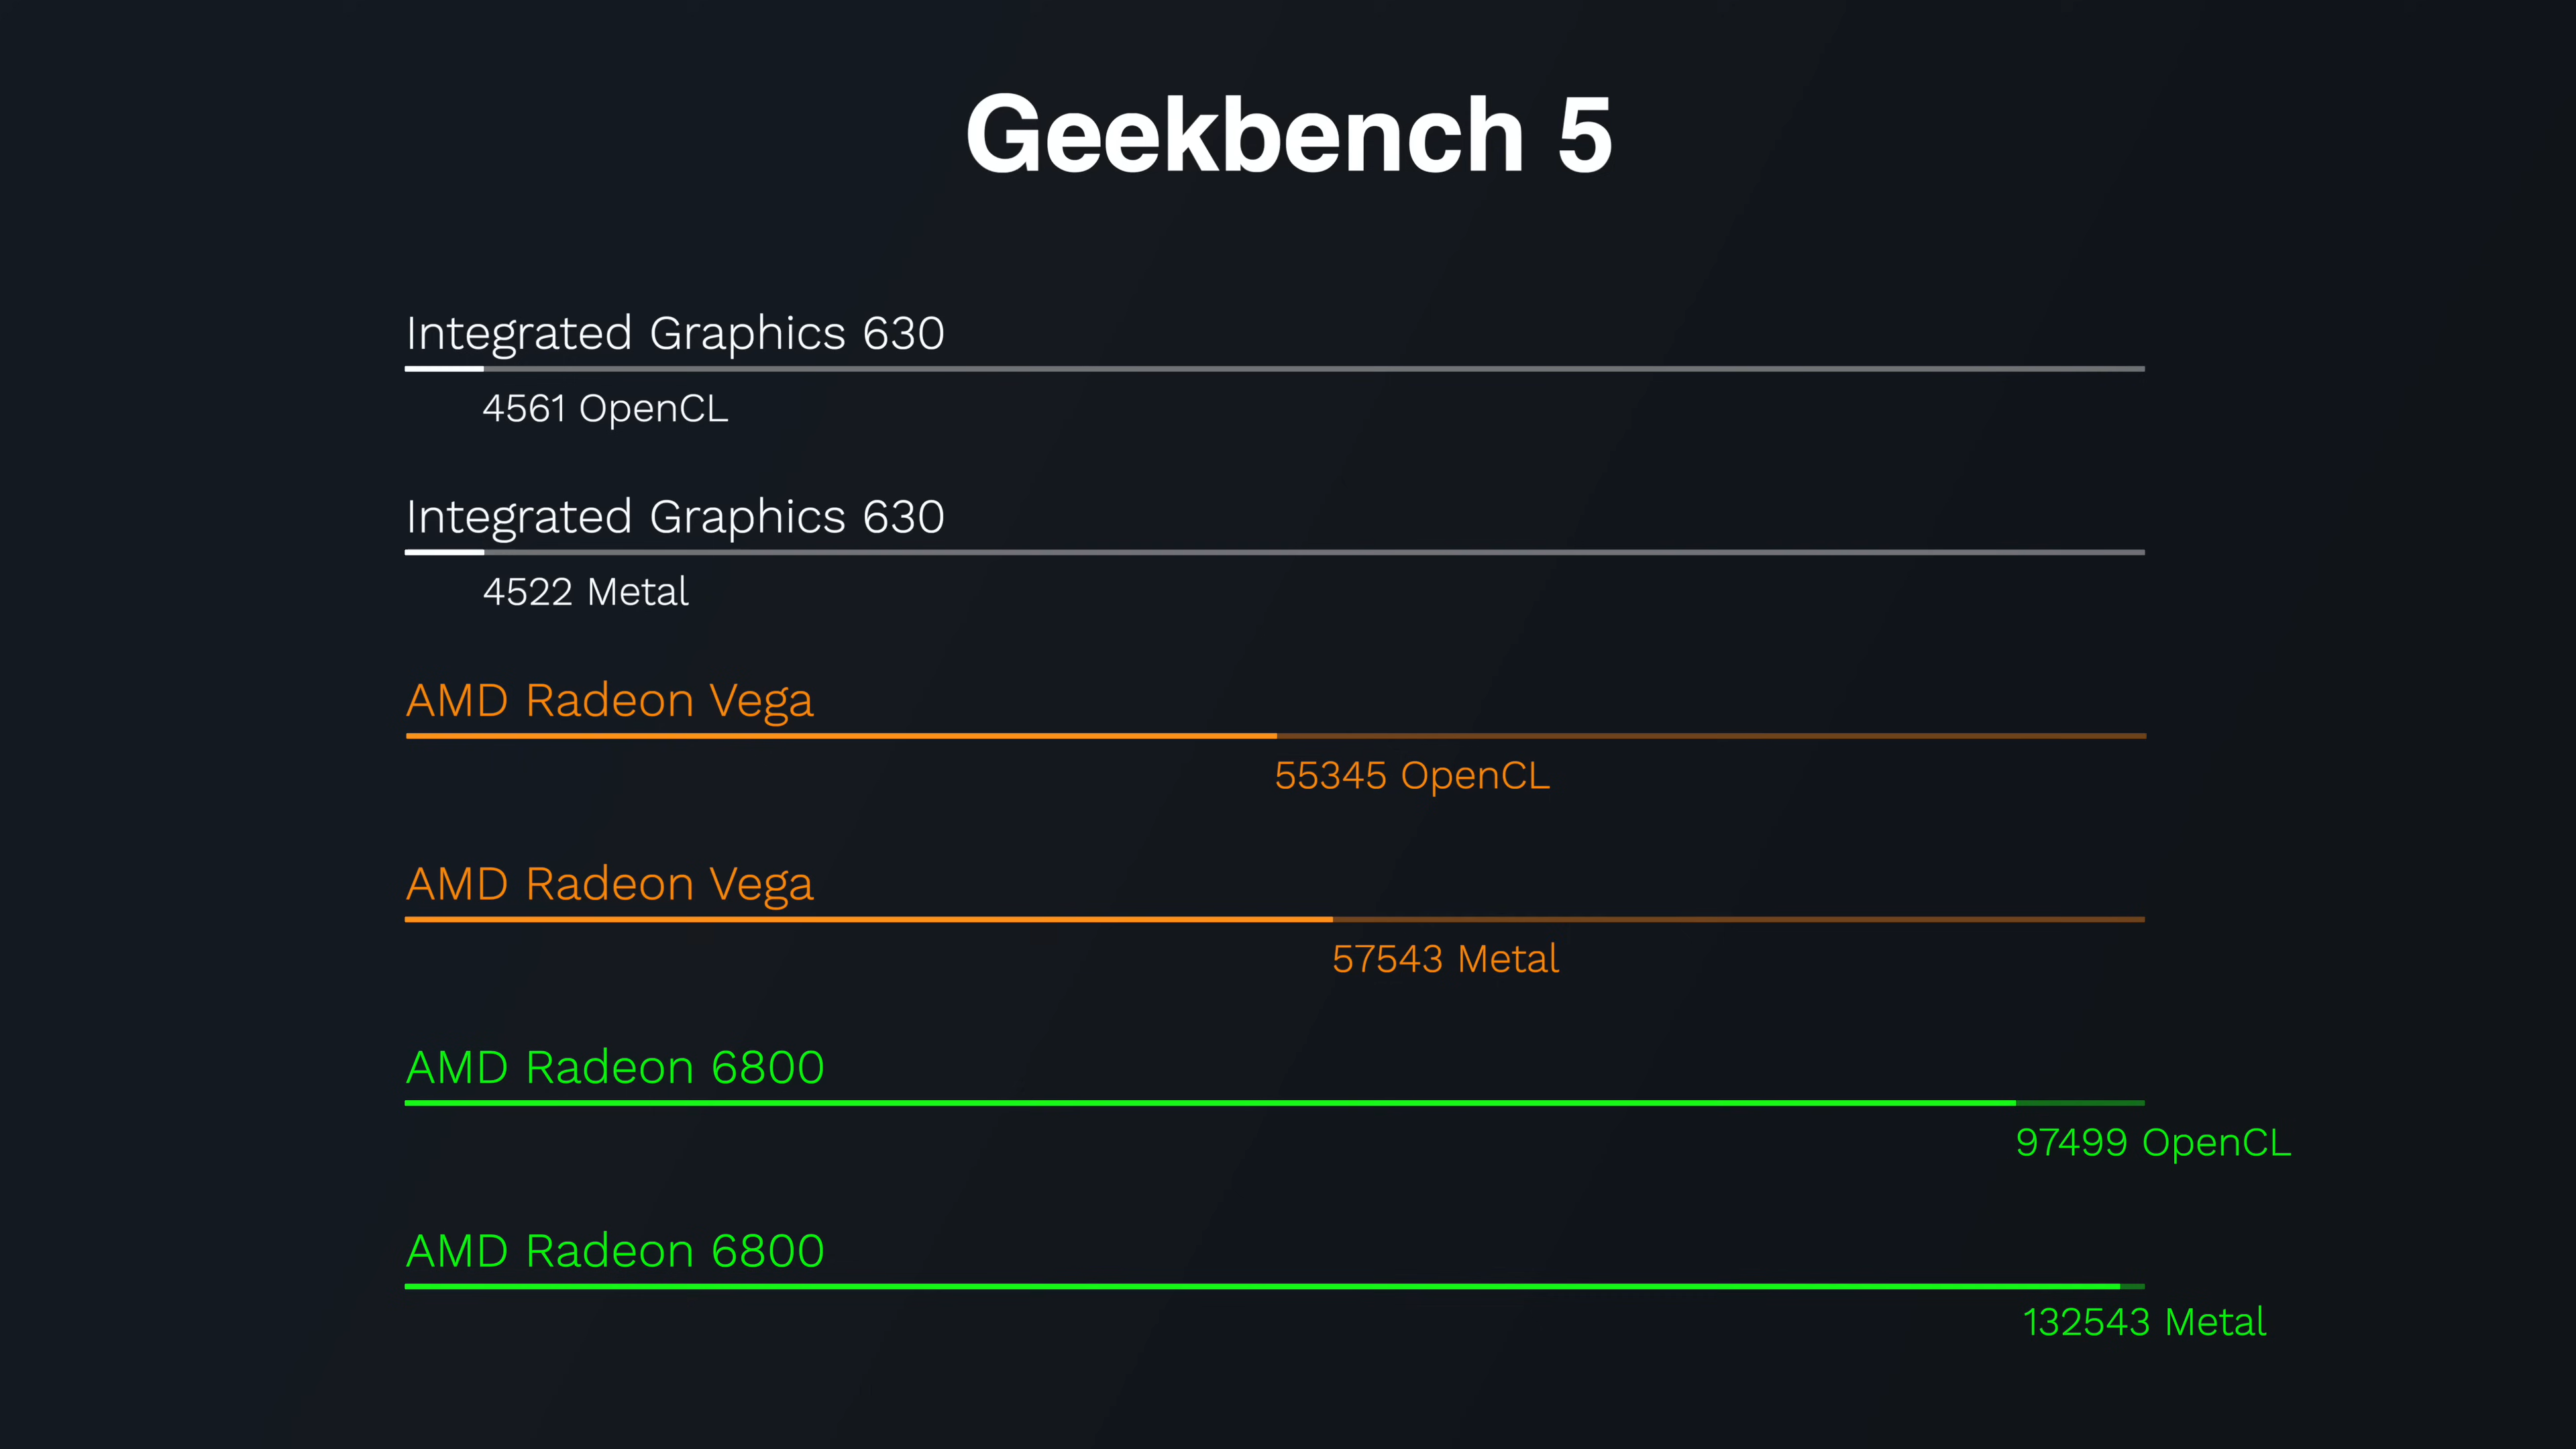 Geekbench 5
Integrated Graphics 630
4561 OpenCL
Integrated Graphics 630
4522 Metal
AMD Radeon Vega
55345 OpenCL
AMD Radeon Vega
57543 Metal
AMD Radeon 6800
97499 OpenCL
AMD Radeon 6800
132543 Metal